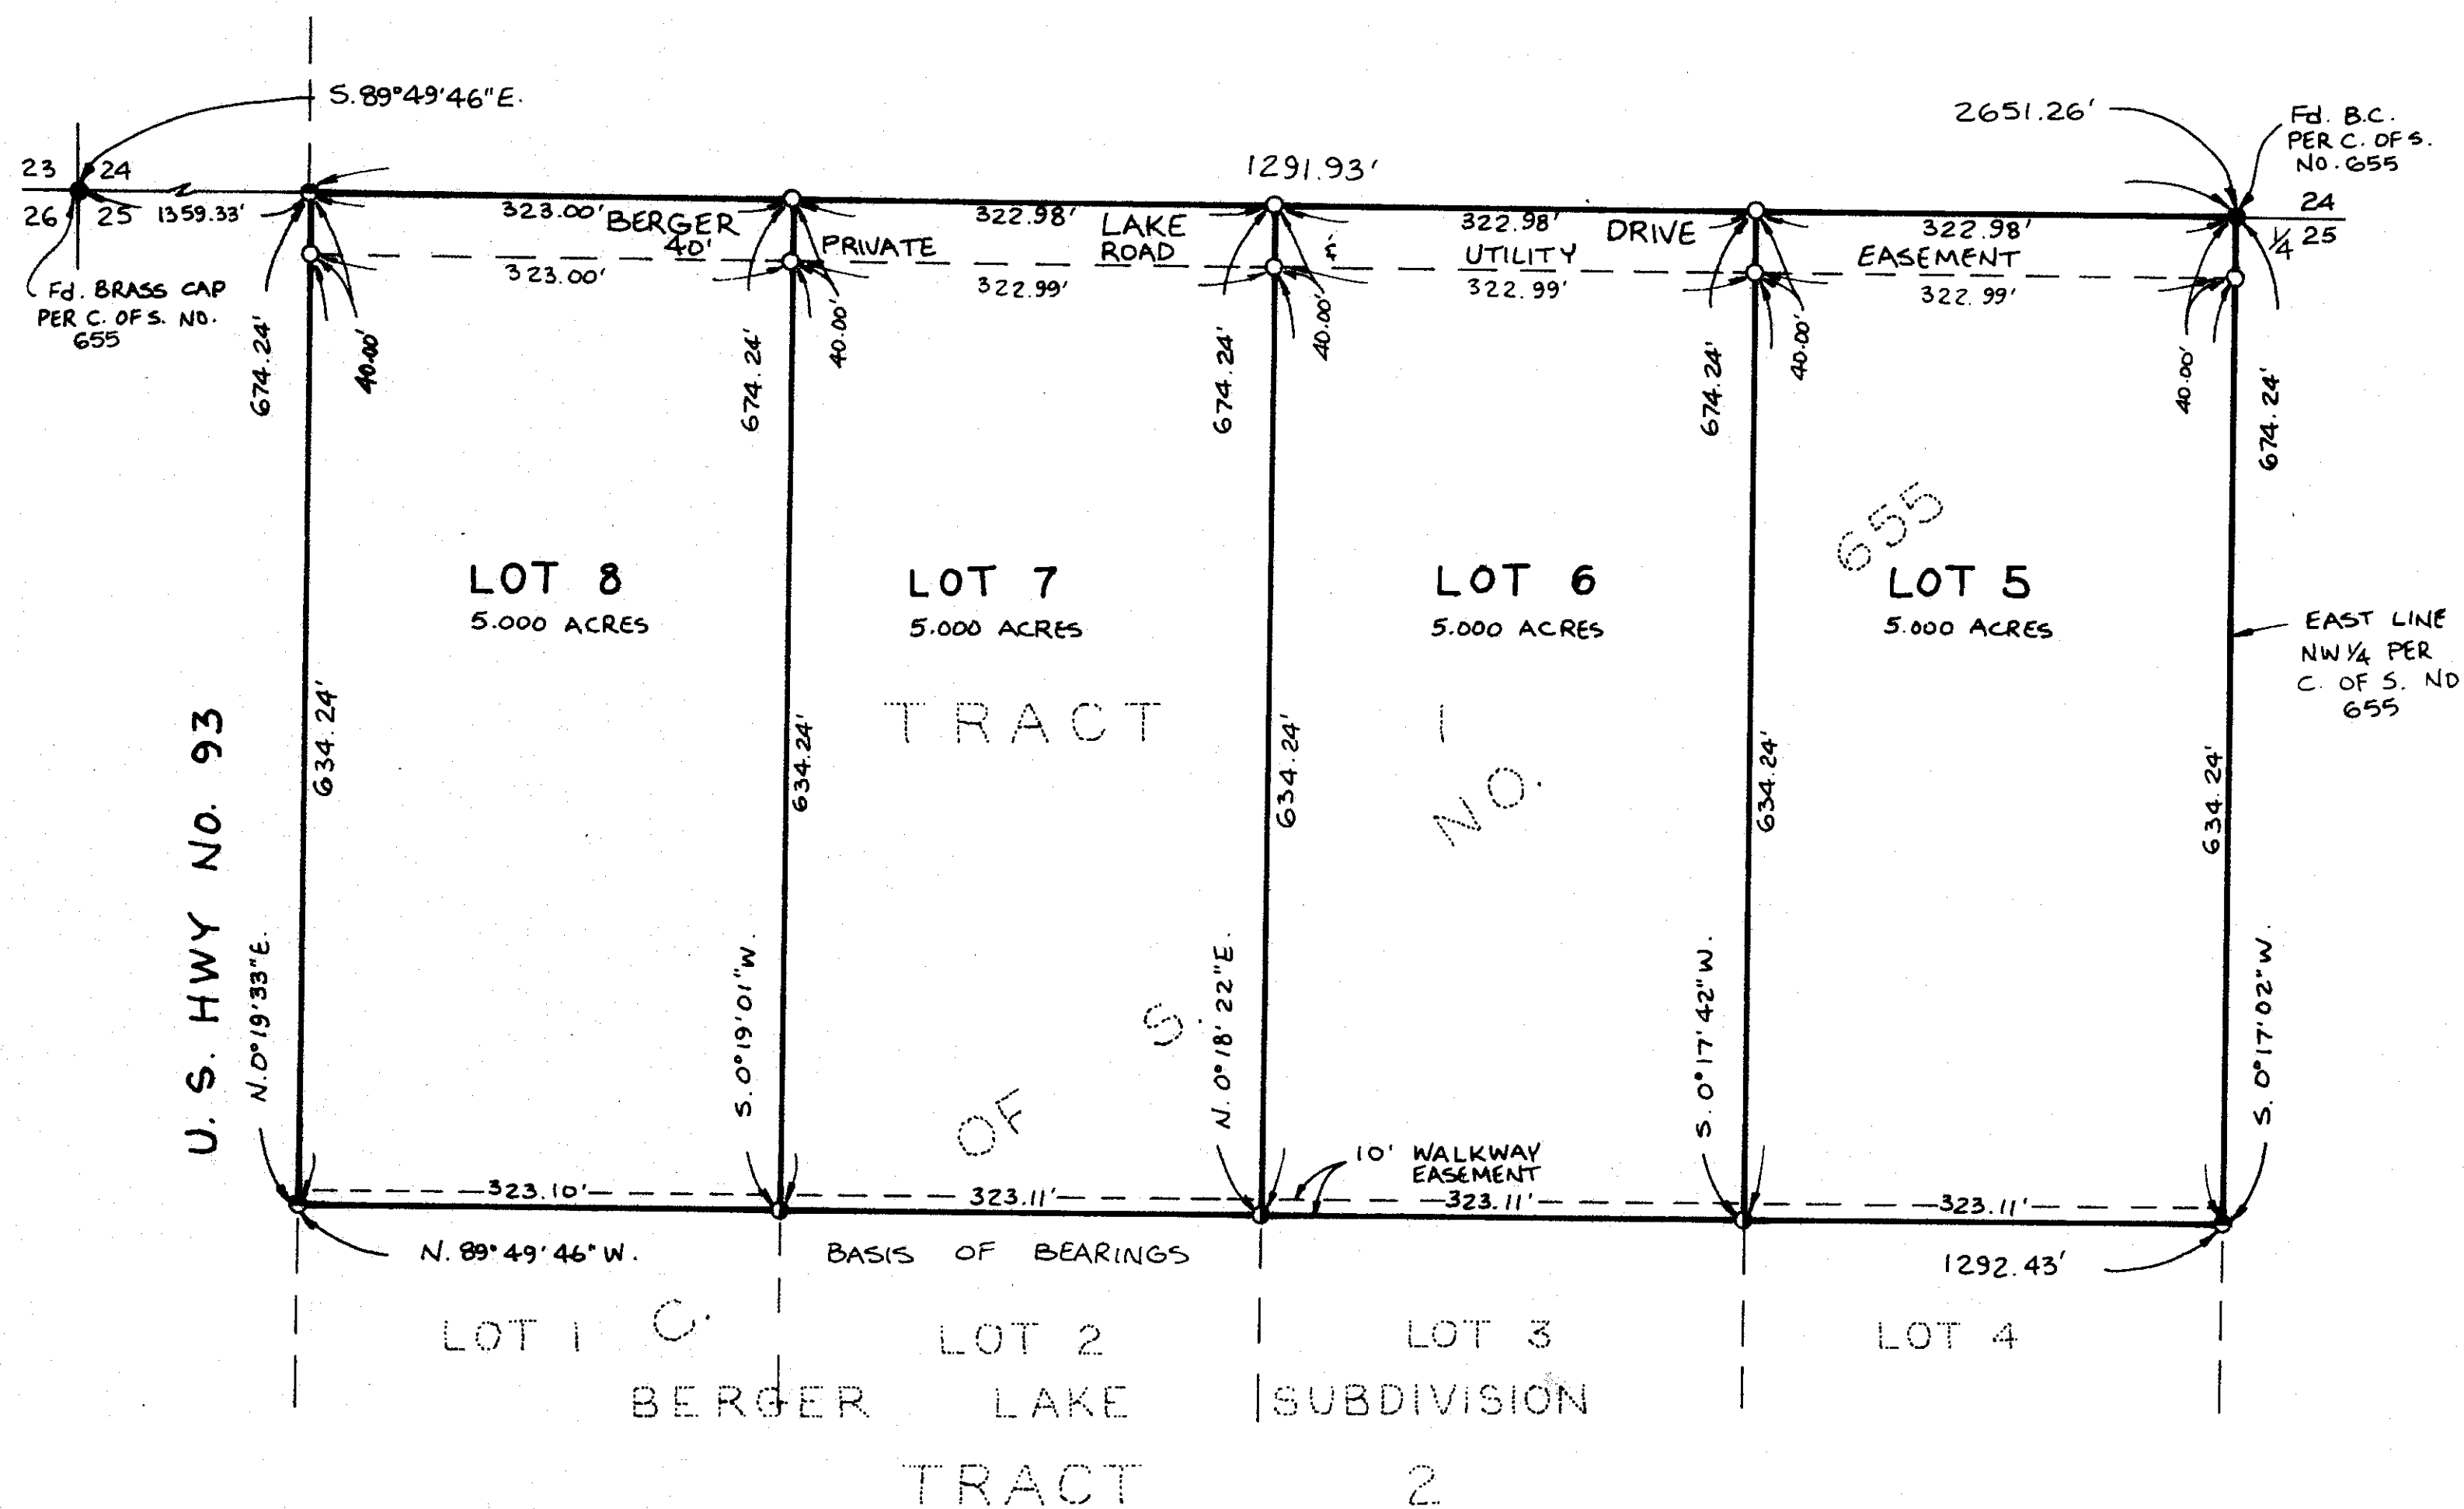 S. 89°49'46"E.
2651.26'
Fd. B.C.
PER C. OF S.
NO. 655
23 24
26 25
1359.33'
1291.93'
24
1/4 25
323.00'
322.98'
322.98'
322.98'
BERGER LAKE DRIVE
40' PRIVATE ROAD & UTILITY EASEMENT
323.00'
322.99'
322.99'
322.99'
Fd. BRASS CAP
PER C. OF S. NO.
655
674.24'
40.00'
674.24'
40.00'
674.24'
40.00'
674.24'
40.00'
40.00'
674.24'
LOT 8
5.000 ACRES
LOT 7
5.000 ACRES
LOT 6
5.000 ACRES
LOT 5
5.000 ACRES
EAST LINE
NW 1/4 PER
C. OF S. NO
655
TRACT 1
634.24'
634.24'
634.24'
634.24'
634.24'
U. S. HWY No. 93
N. 0°19'33"E.
S. 0°19'01"W.
N. 0°18'22"E.
S. 0°17'42"W.
S. 0°17'02"W.
C. OF S. NO. 655
10' WALKWAY
EASEMENT
323.10'
323.11'
323.11'
323.11'
N. 89°49'46"W.
BASIS OF BEARINGS
1292.43'
LOT 1
LOT 2
LOT 3
LOT 4
BERGER LAKE SUBDIVISION
TRACT 2